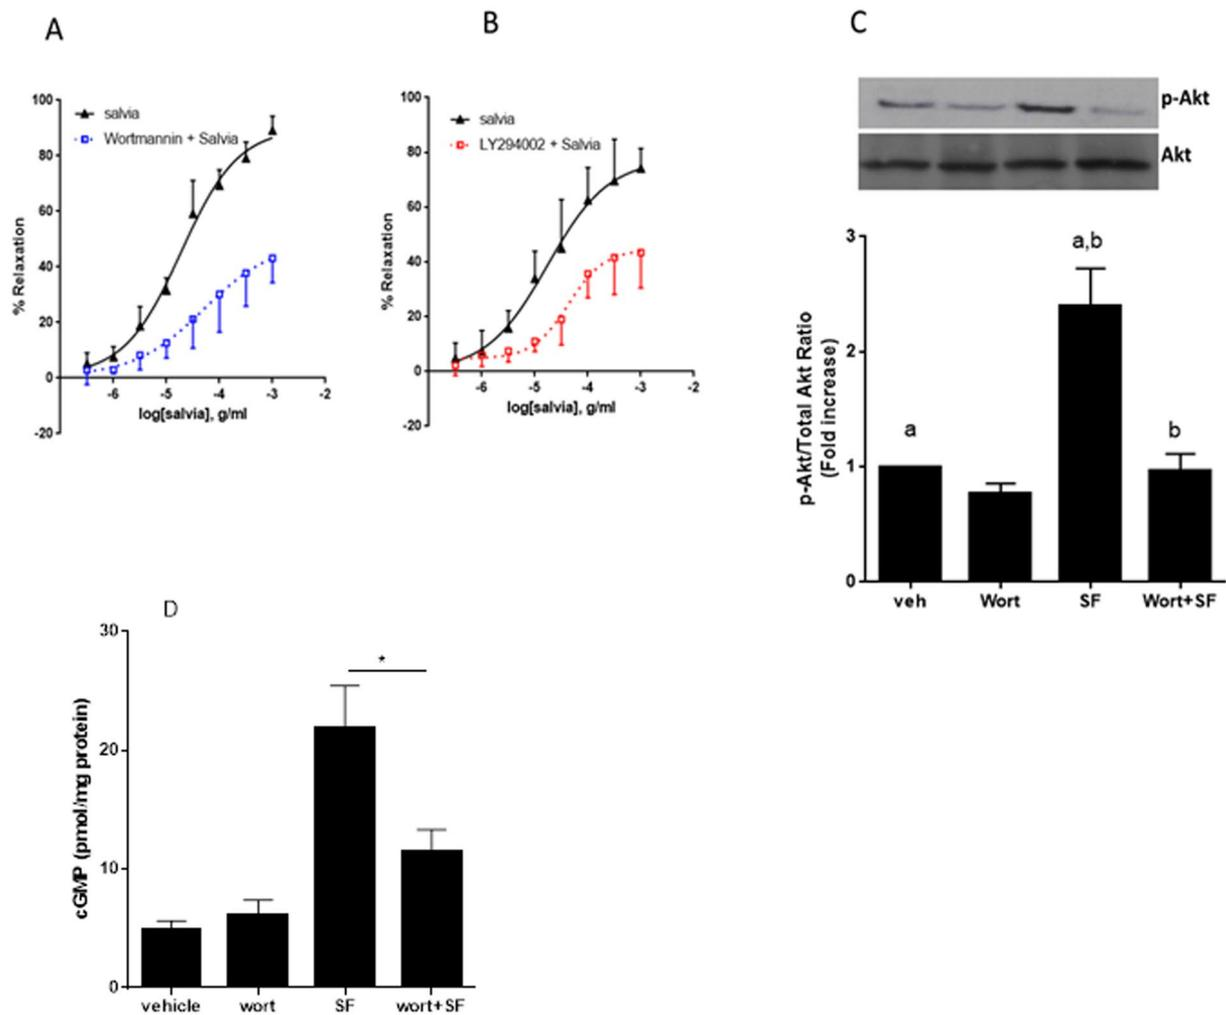 A
100
80
60
40
20
0
-20
% Relaxation
salvia
Wortmannin + Salvia
-6
-5
-4
-3
-2
log[salvia], g/ml
B
100
80
60
40
20
0
-20
% Relaxation
salvia
LY294002 + Salvia
-6
-5
-4
-3
-2
log[salvia], g/ml
C
p-Akt
Akt
3
2
1
0
p-Akt/Total Akt Ratio
(Fold increase)
a
a,b
b
veh
Wort
SF
Wort+SF
D
30
20
10
0
cGMP (pmol/mg protein)
*
vehicle
wort
SF
wort+SF